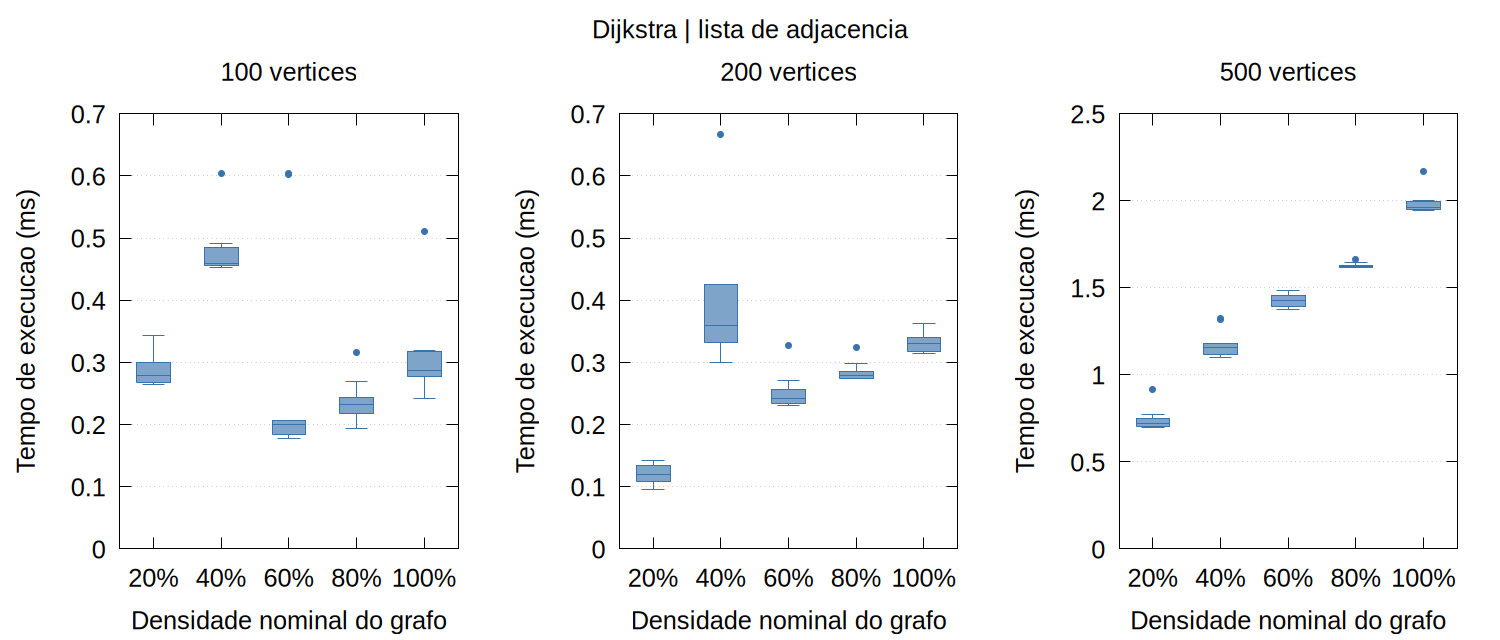 Dijkstra | lista de adjacencia
100 vertices
200 vertices
500 vertices
Tempo de execucao (ms)
0.7
0.6
0.5
0.4
0.3
0.2
0.1
0
20% 40% 60% 80% 100%
Densidade nominal do grafo
Tempo de execucao (ms)
0.7
0.6
0.5
0.4
0.3
0.2
0.1
0
20% 40% 60% 80% 100%
Densidade nominal do grafo
Tempo de execucao (ms)
2.5
2
1.5
1
0.5
0
20% 40% 60% 80% 100%
Densidade nominal do grafo